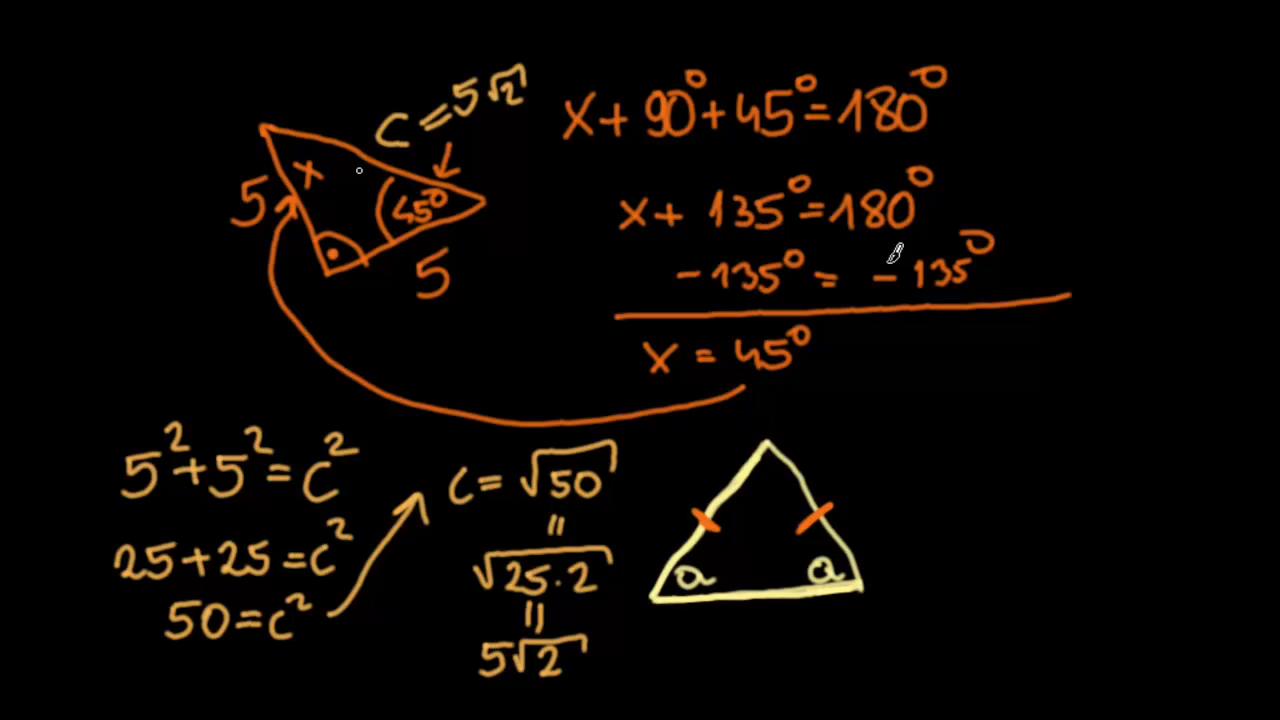 C = 5√2
x
5
45°
5
x + 90° + 45° = 180°
x + 135° = 180°
- 135° = - 135°
x = 45°
5² + 5² = c²
25 + 25 = c²
50 = c²
c = √50
=
√25 · 2
=
5√2
a a